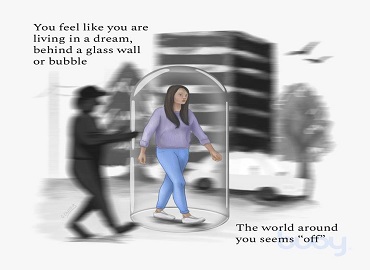 You feel like you are
living in a dream,
behind a glass wall
or bubble
The world around
you seems “off”